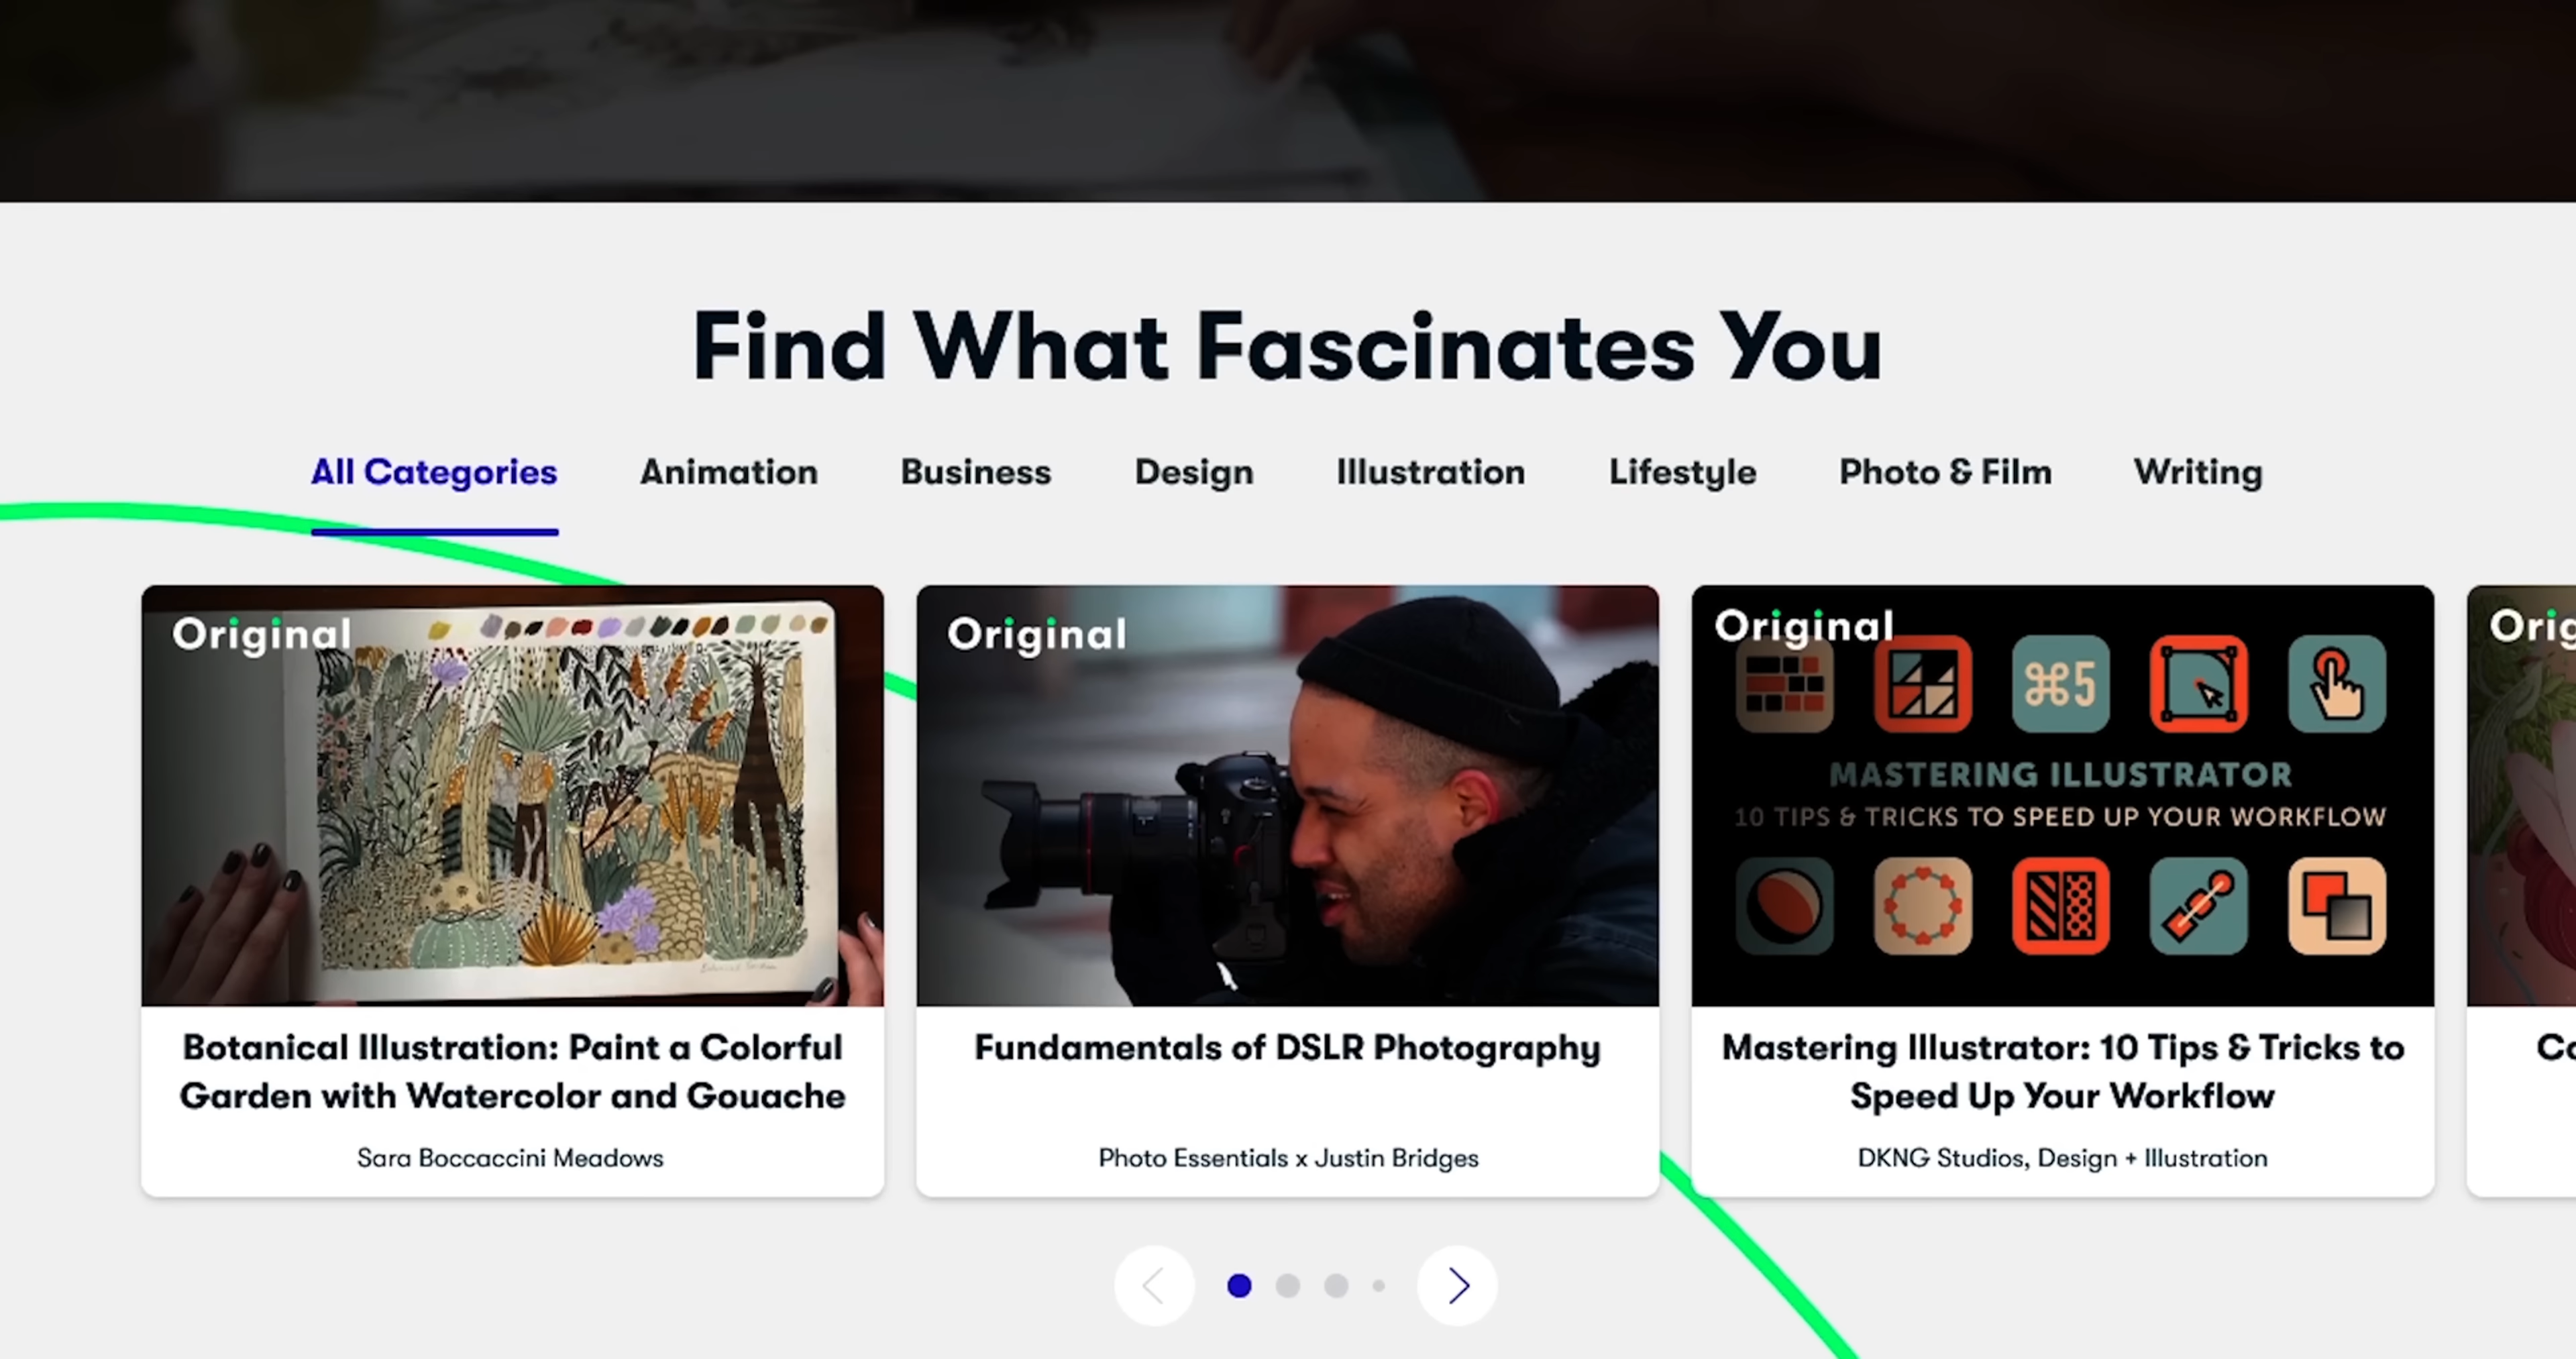 Find What Fascinates You
All Categories Animation Business Design Illustration Lifestyle Photo & Film Writing
Original
Original
Original
⌘5
MASTERING ILLUSTRATOR
10 TIPS & TRICKS TO SPEED UP YOUR WORKFLOW
Botanical Illustration: Paint a Colorful
Garden with Watercolor and Gouache
Sara Boccaccini Meadows
Fundamentals of DSLR Photography
Photo Essentials x Justin Bridges
Mastering Illustrator: 10 Tips & Tricks to
Speed Up Your Workflow
DKNG Studios, Design + Illustration